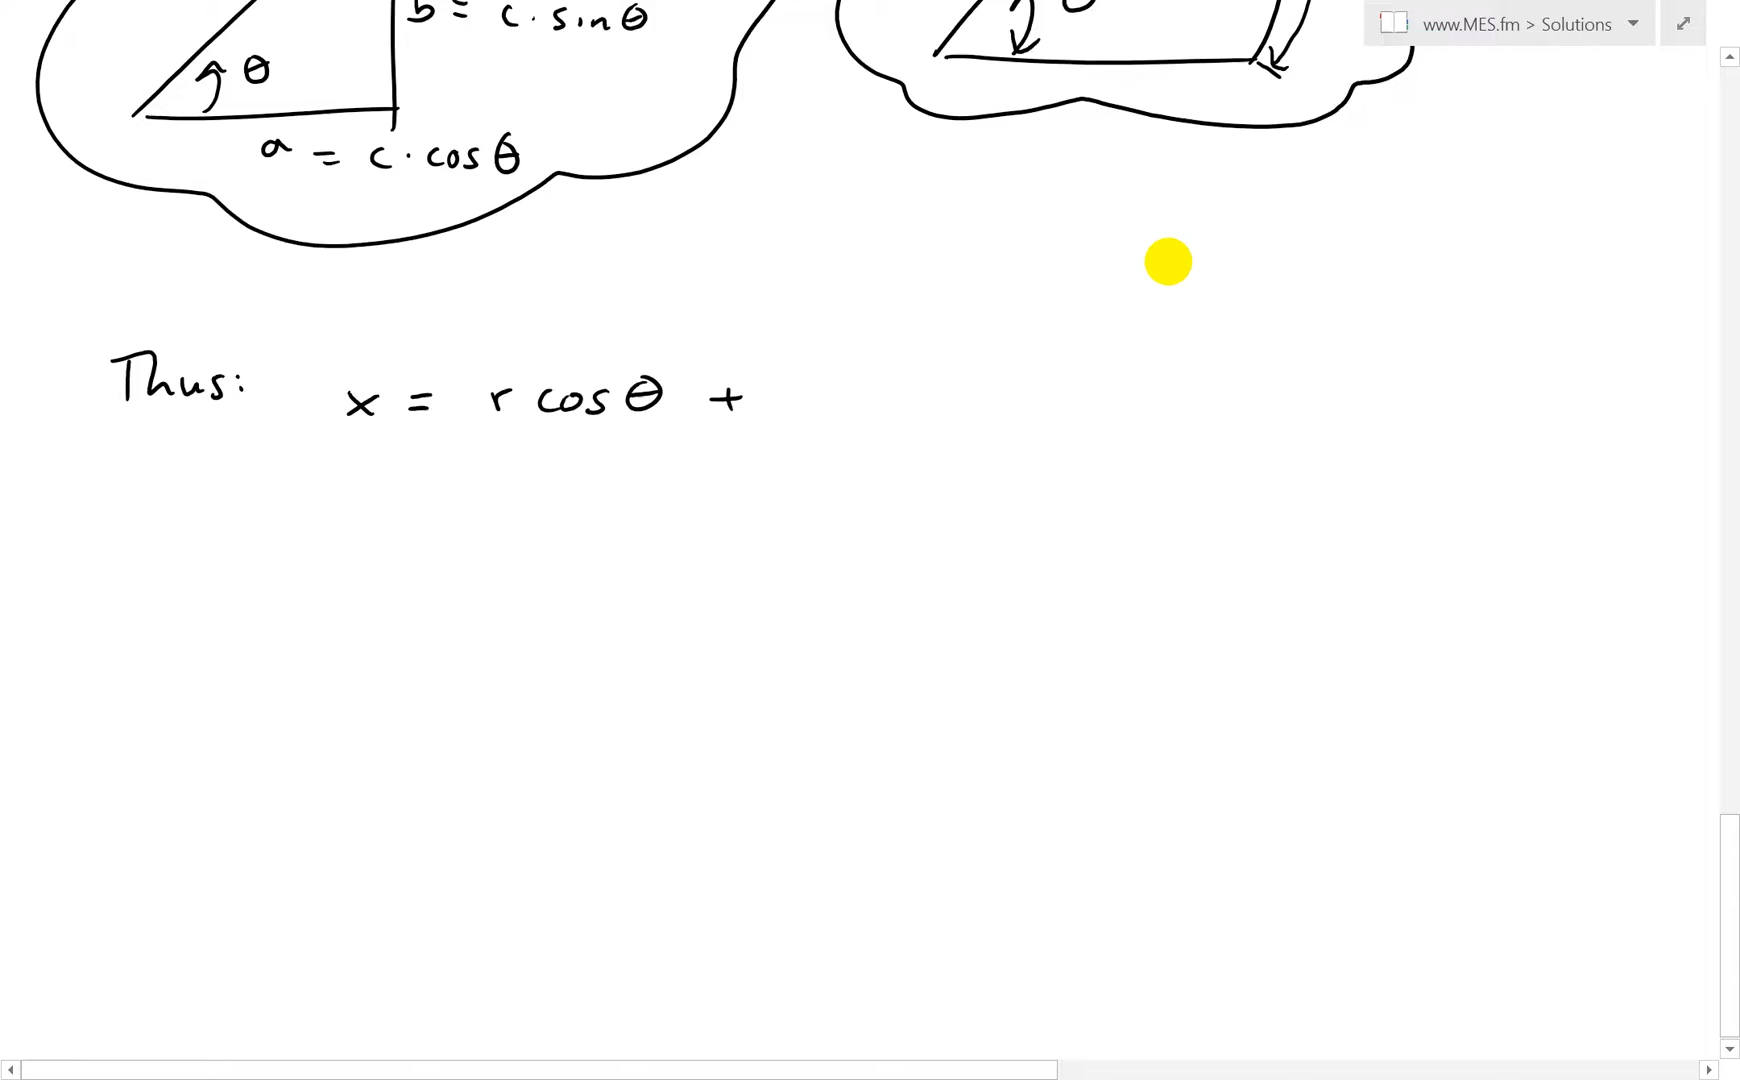 b = c · sin θ
θ
θ
a = c · cos θ
www.MES.fm > Solutions
Thus: x = r cos θ +